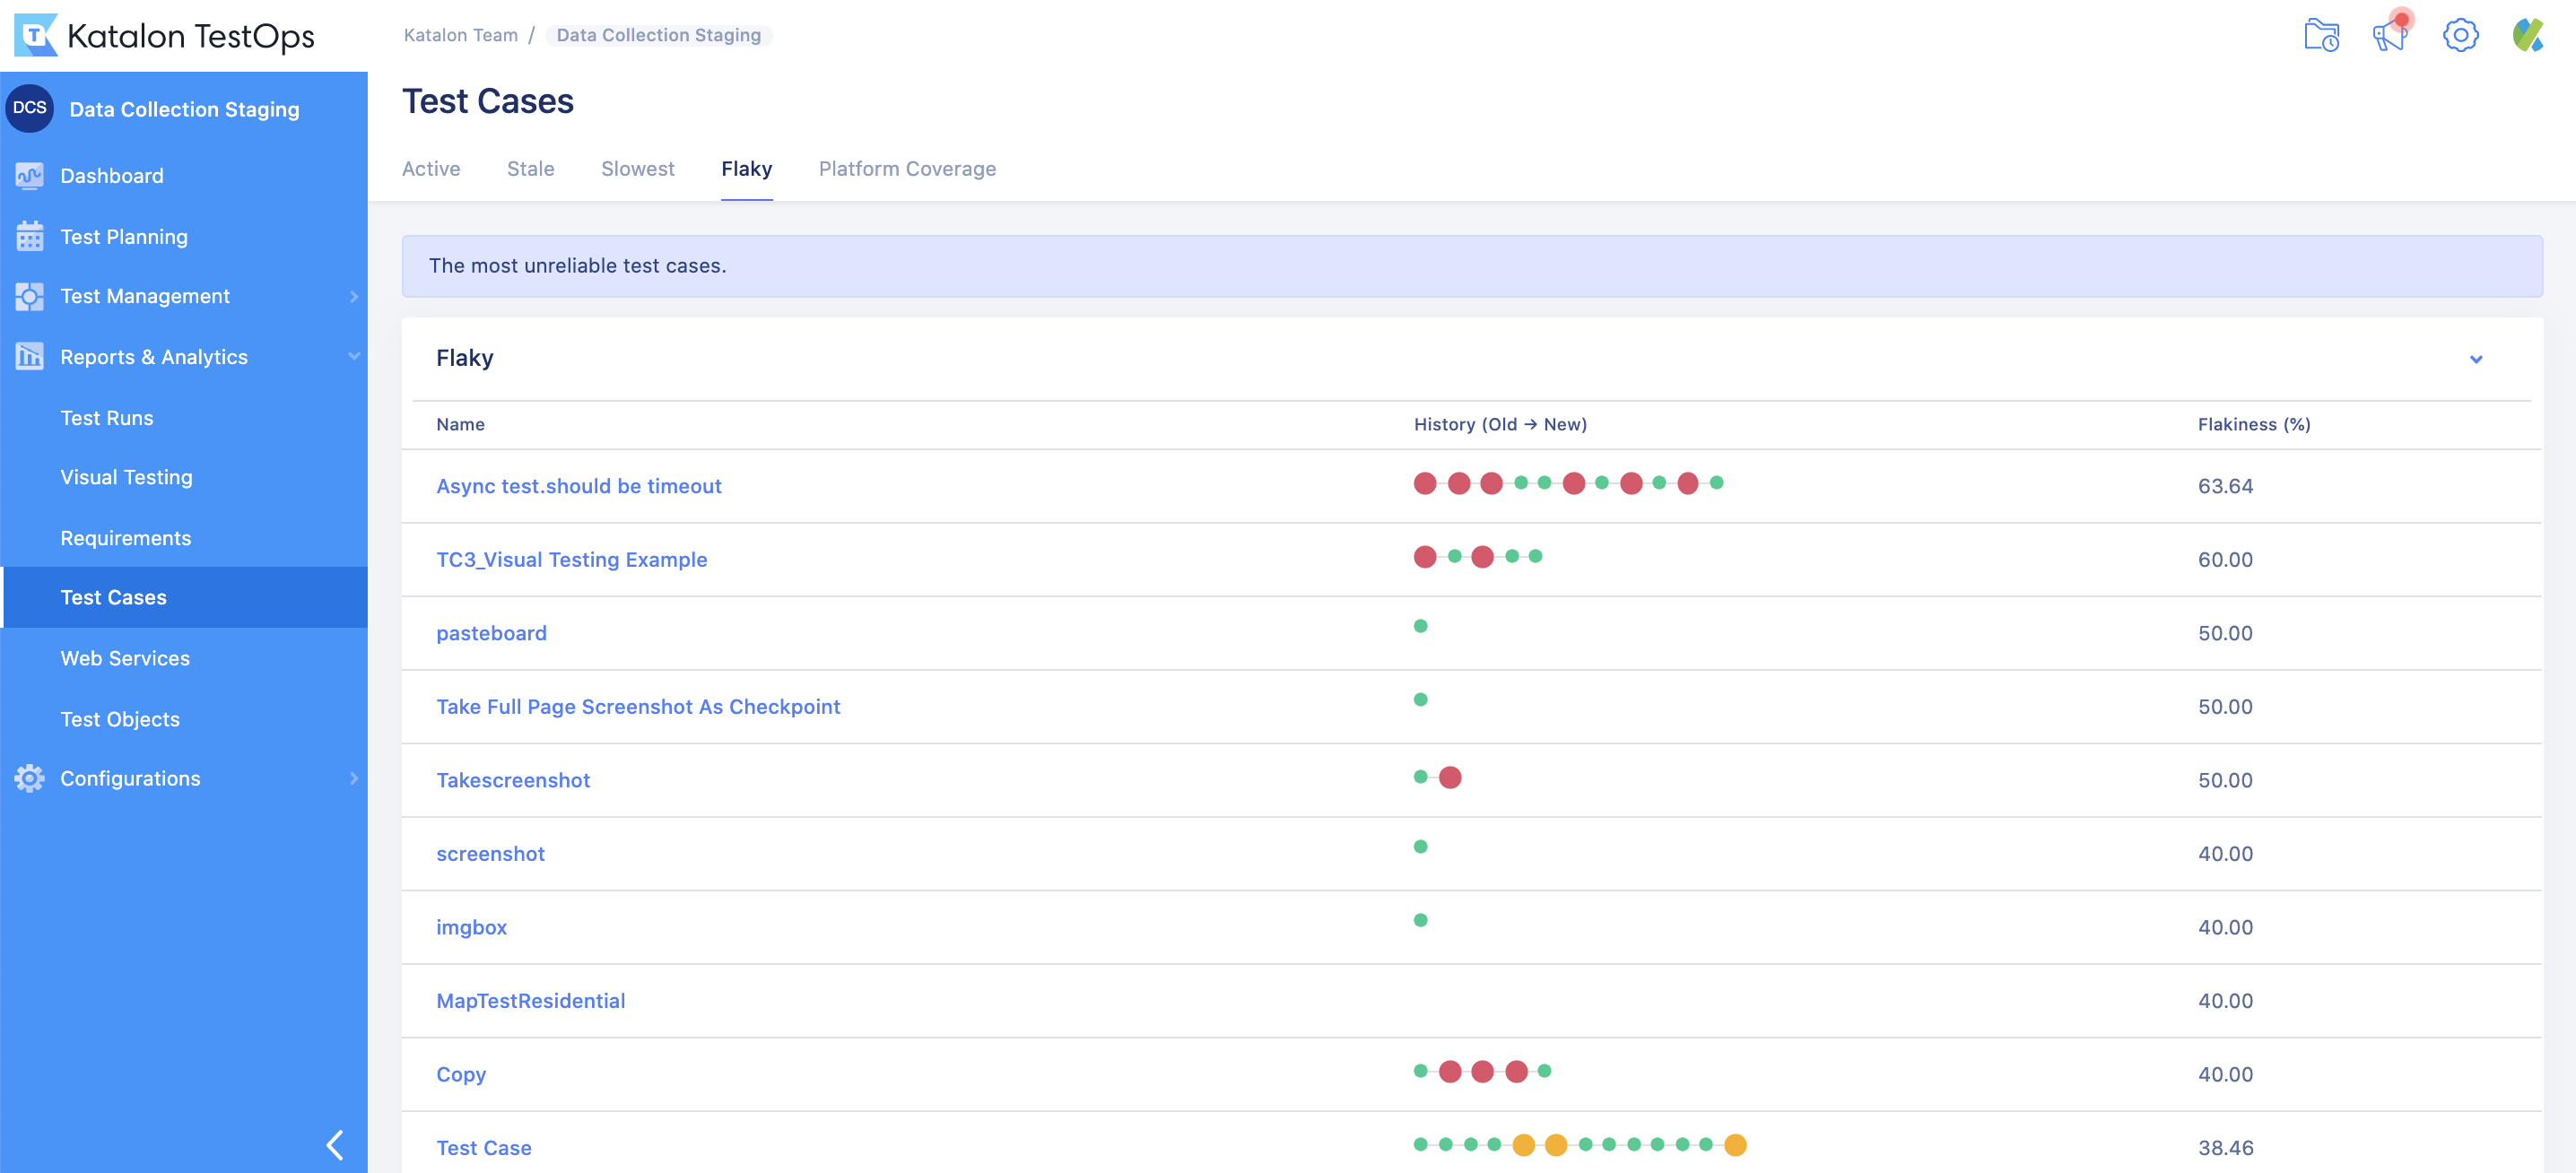 Katalon TestOps
Katalon Team / Data Collection Staging
DCS Data Collection Staging
Dashboard
Test Planning
Test Management
Reports & Analytics
Test Runs
Visual Testing
Requirements
Test Cases
Web Services
Test Objects
Configurations
Test Cases
Active Stale Slowest Flaky Platform Coverage
The most unreliable test cases.
Flaky
Name History (Old → New) Flakiness (%)
Async test.should be timeout 63.64
TC3_Visual Testing Example 60.00
pasteboard 50.00
Take Full Page Screenshot As Checkpoint 50.00
Takescreenshot 50.00
screenshot 40.00
imgbox 40.00
MapTestResidential 40.00
Copy 40.00
Test Case 38.46